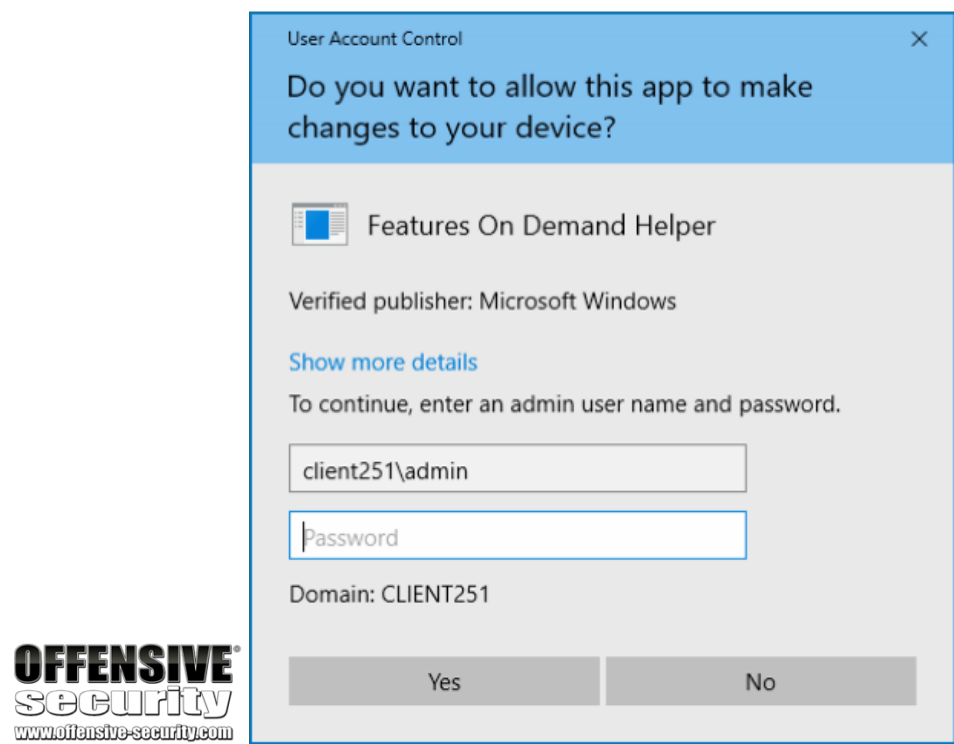 User Account Control
Do you want to allow this app to make
changes to your device?
Features On Demand Helper
Verified publisher: Microsoft Windows
Show more details
To continue, enter an admin user name and password.
client251\admin
Password
Domain: CLIENT251
Yes
No
OFFENSIVE®
security
www.offensive-security.com